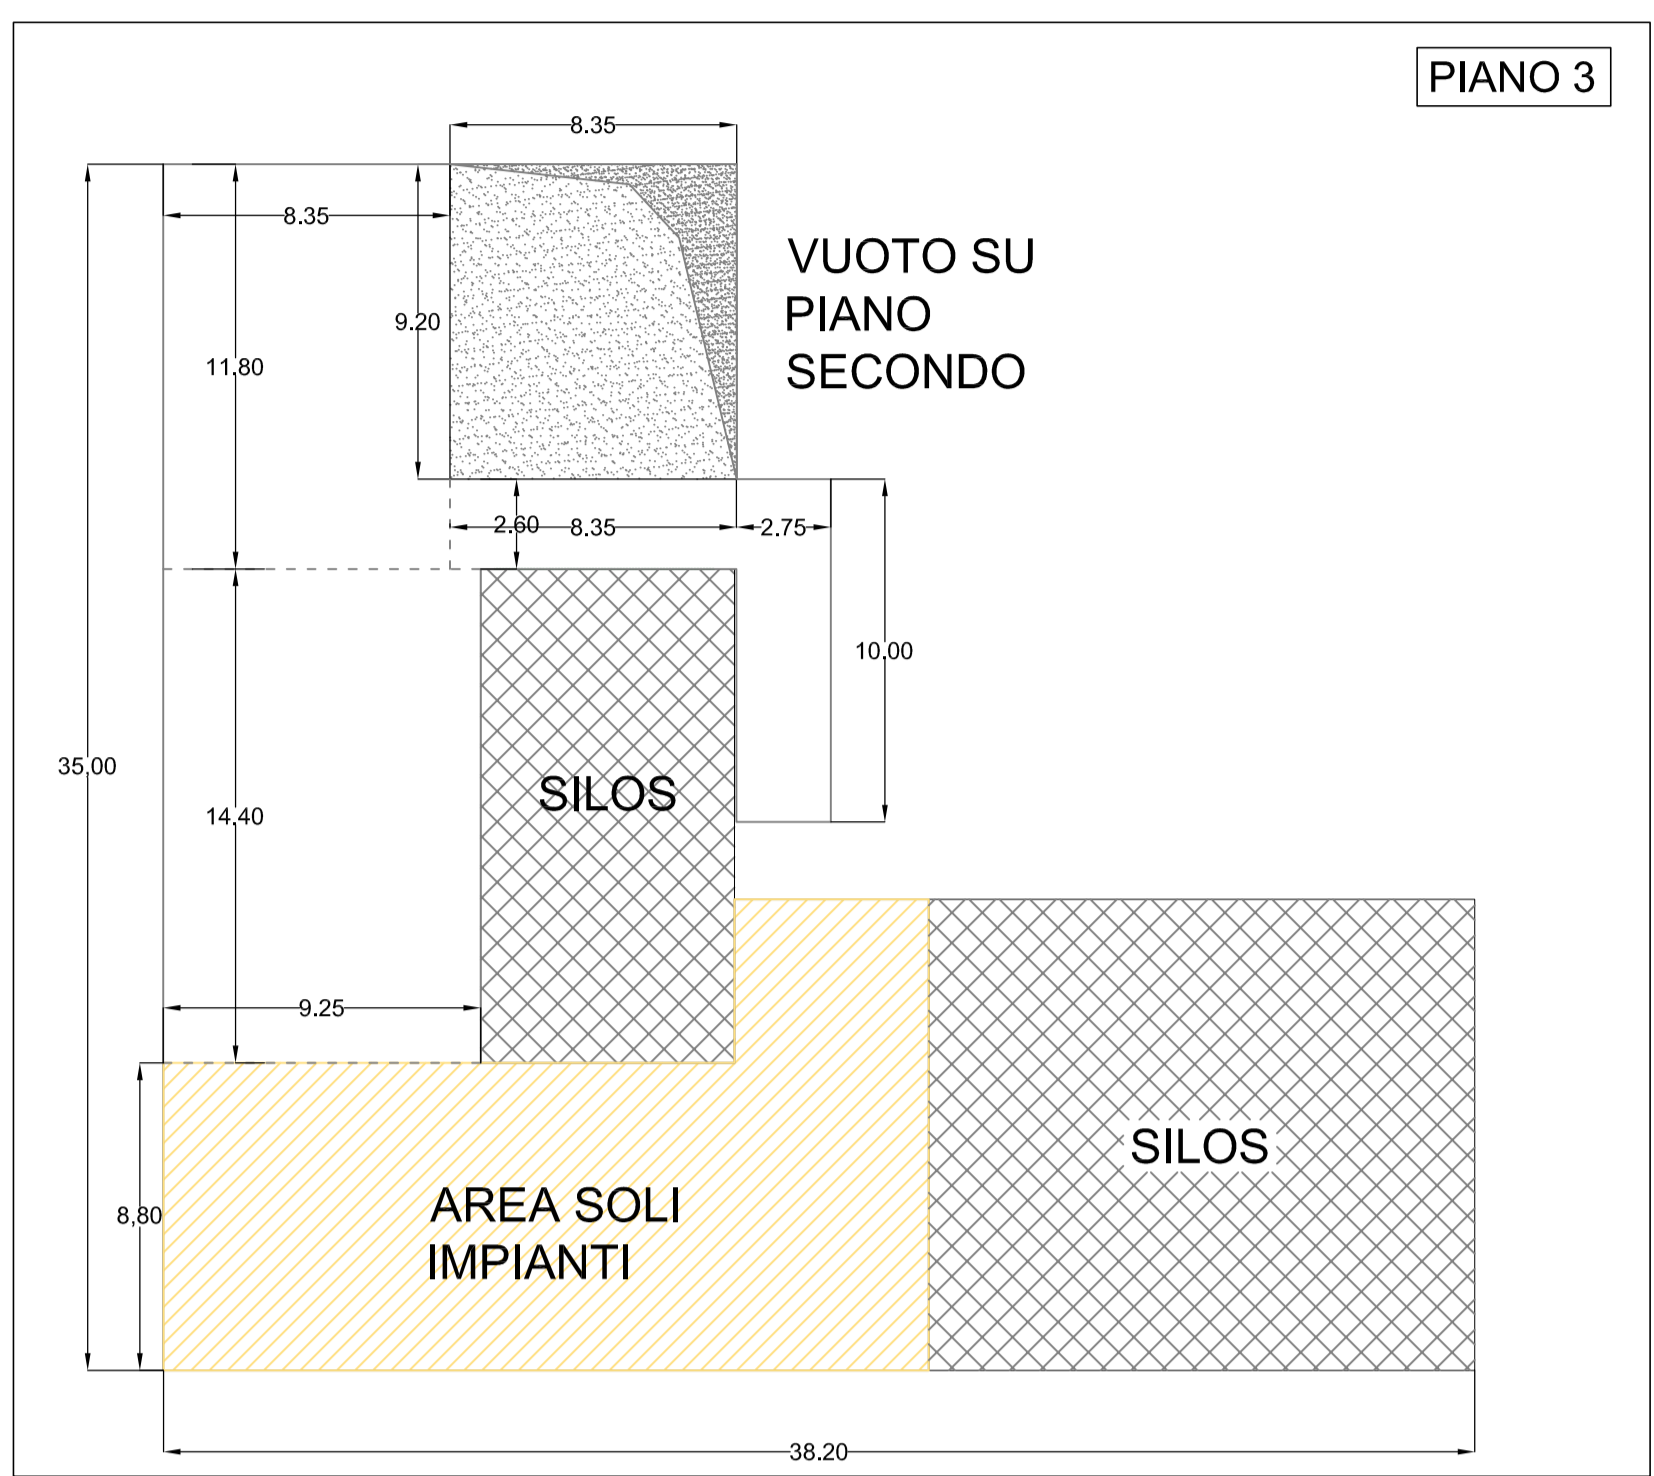 PIANO 3
8.35
8.35
VUOTO SU
PIANO
SECONDO
9.20
11.80
2.60
8.35
2.75
10.00
35,00
SILOS
14.40
9.25
SILOS
AREA SOLI
IMPIANTI
8,80
38.20